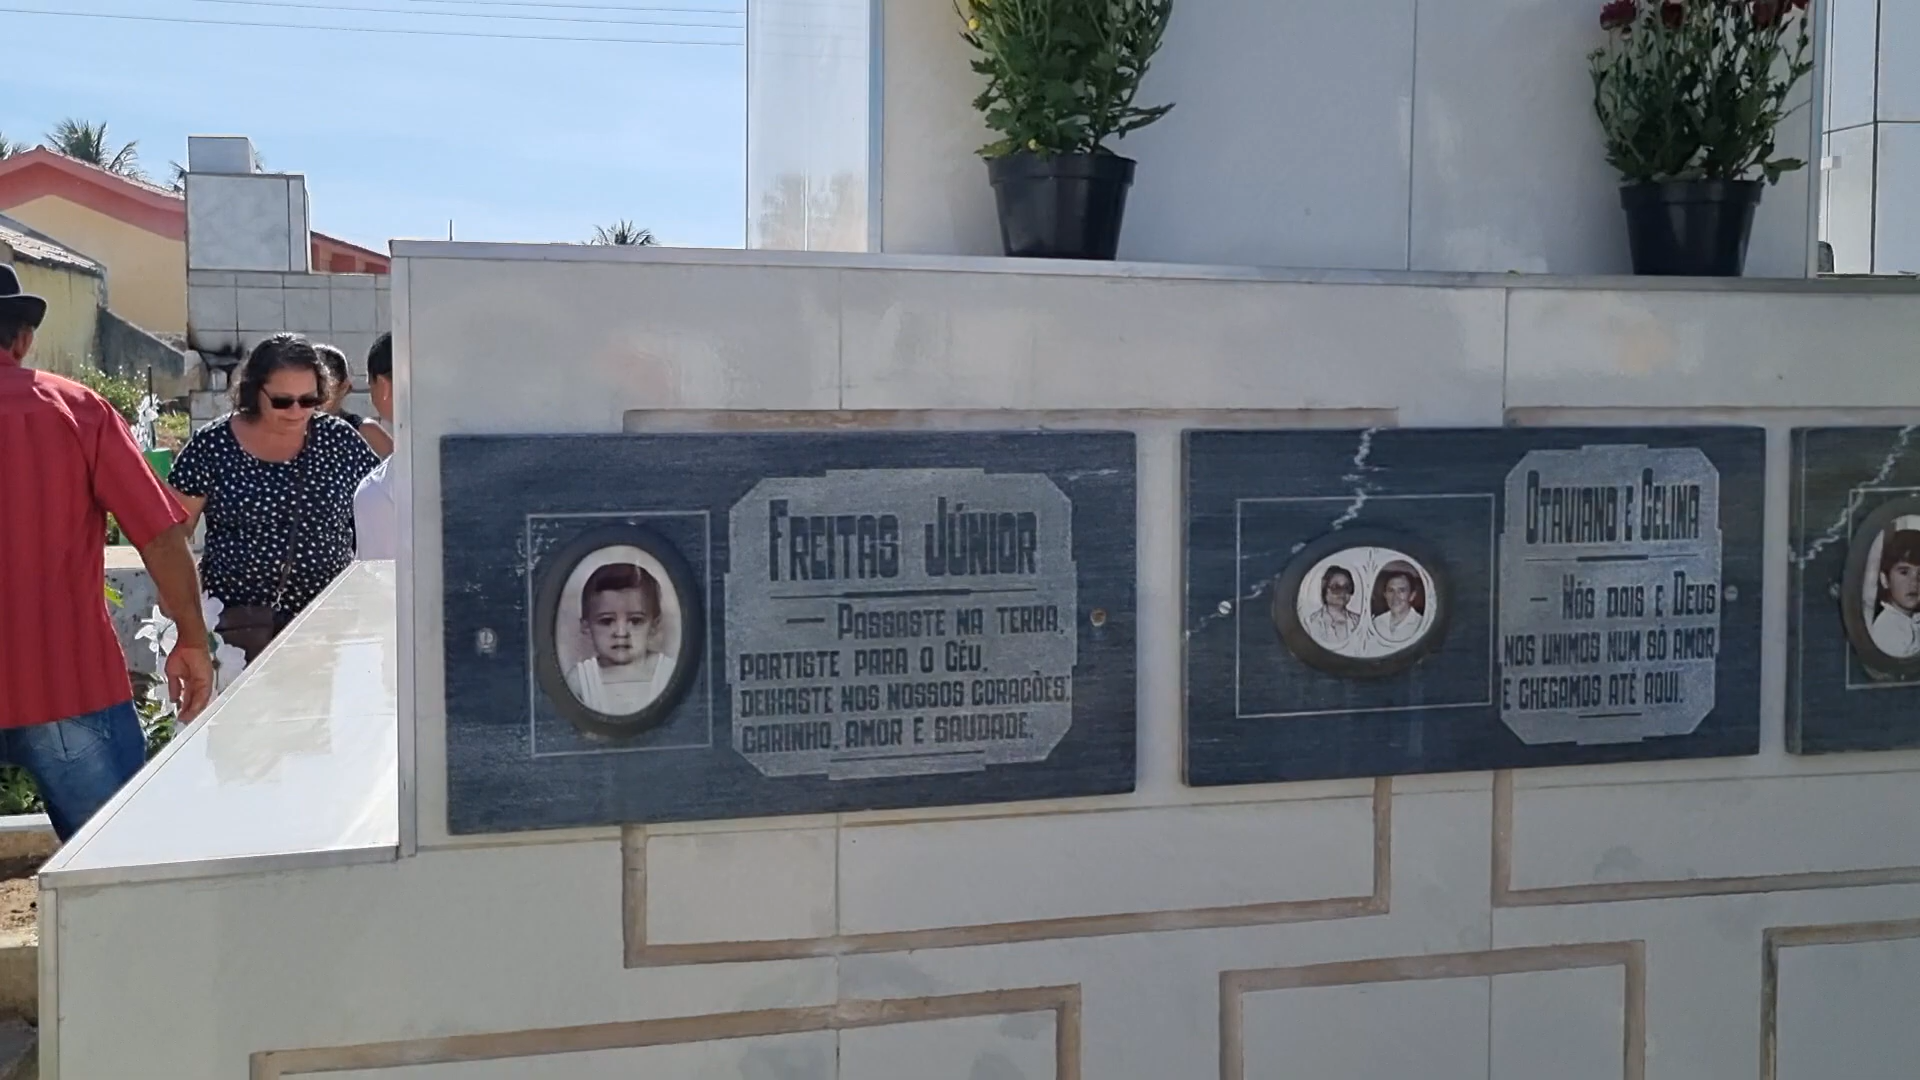 FREITAS JÚNIOR
— PASSASTE NA TERRA,
PARTISTE PARA O CÉU.
DEIXASTE NOS NOSSOS CORAÇÕES,
CARINHO, AMOR E SAUDADE.
OTAVIANO E CELINA
— NÓS DOIS E DEUS
NOS UNIMOS NUM SÓ AMOR
E CHEGAMOS ATÉ AQUI.